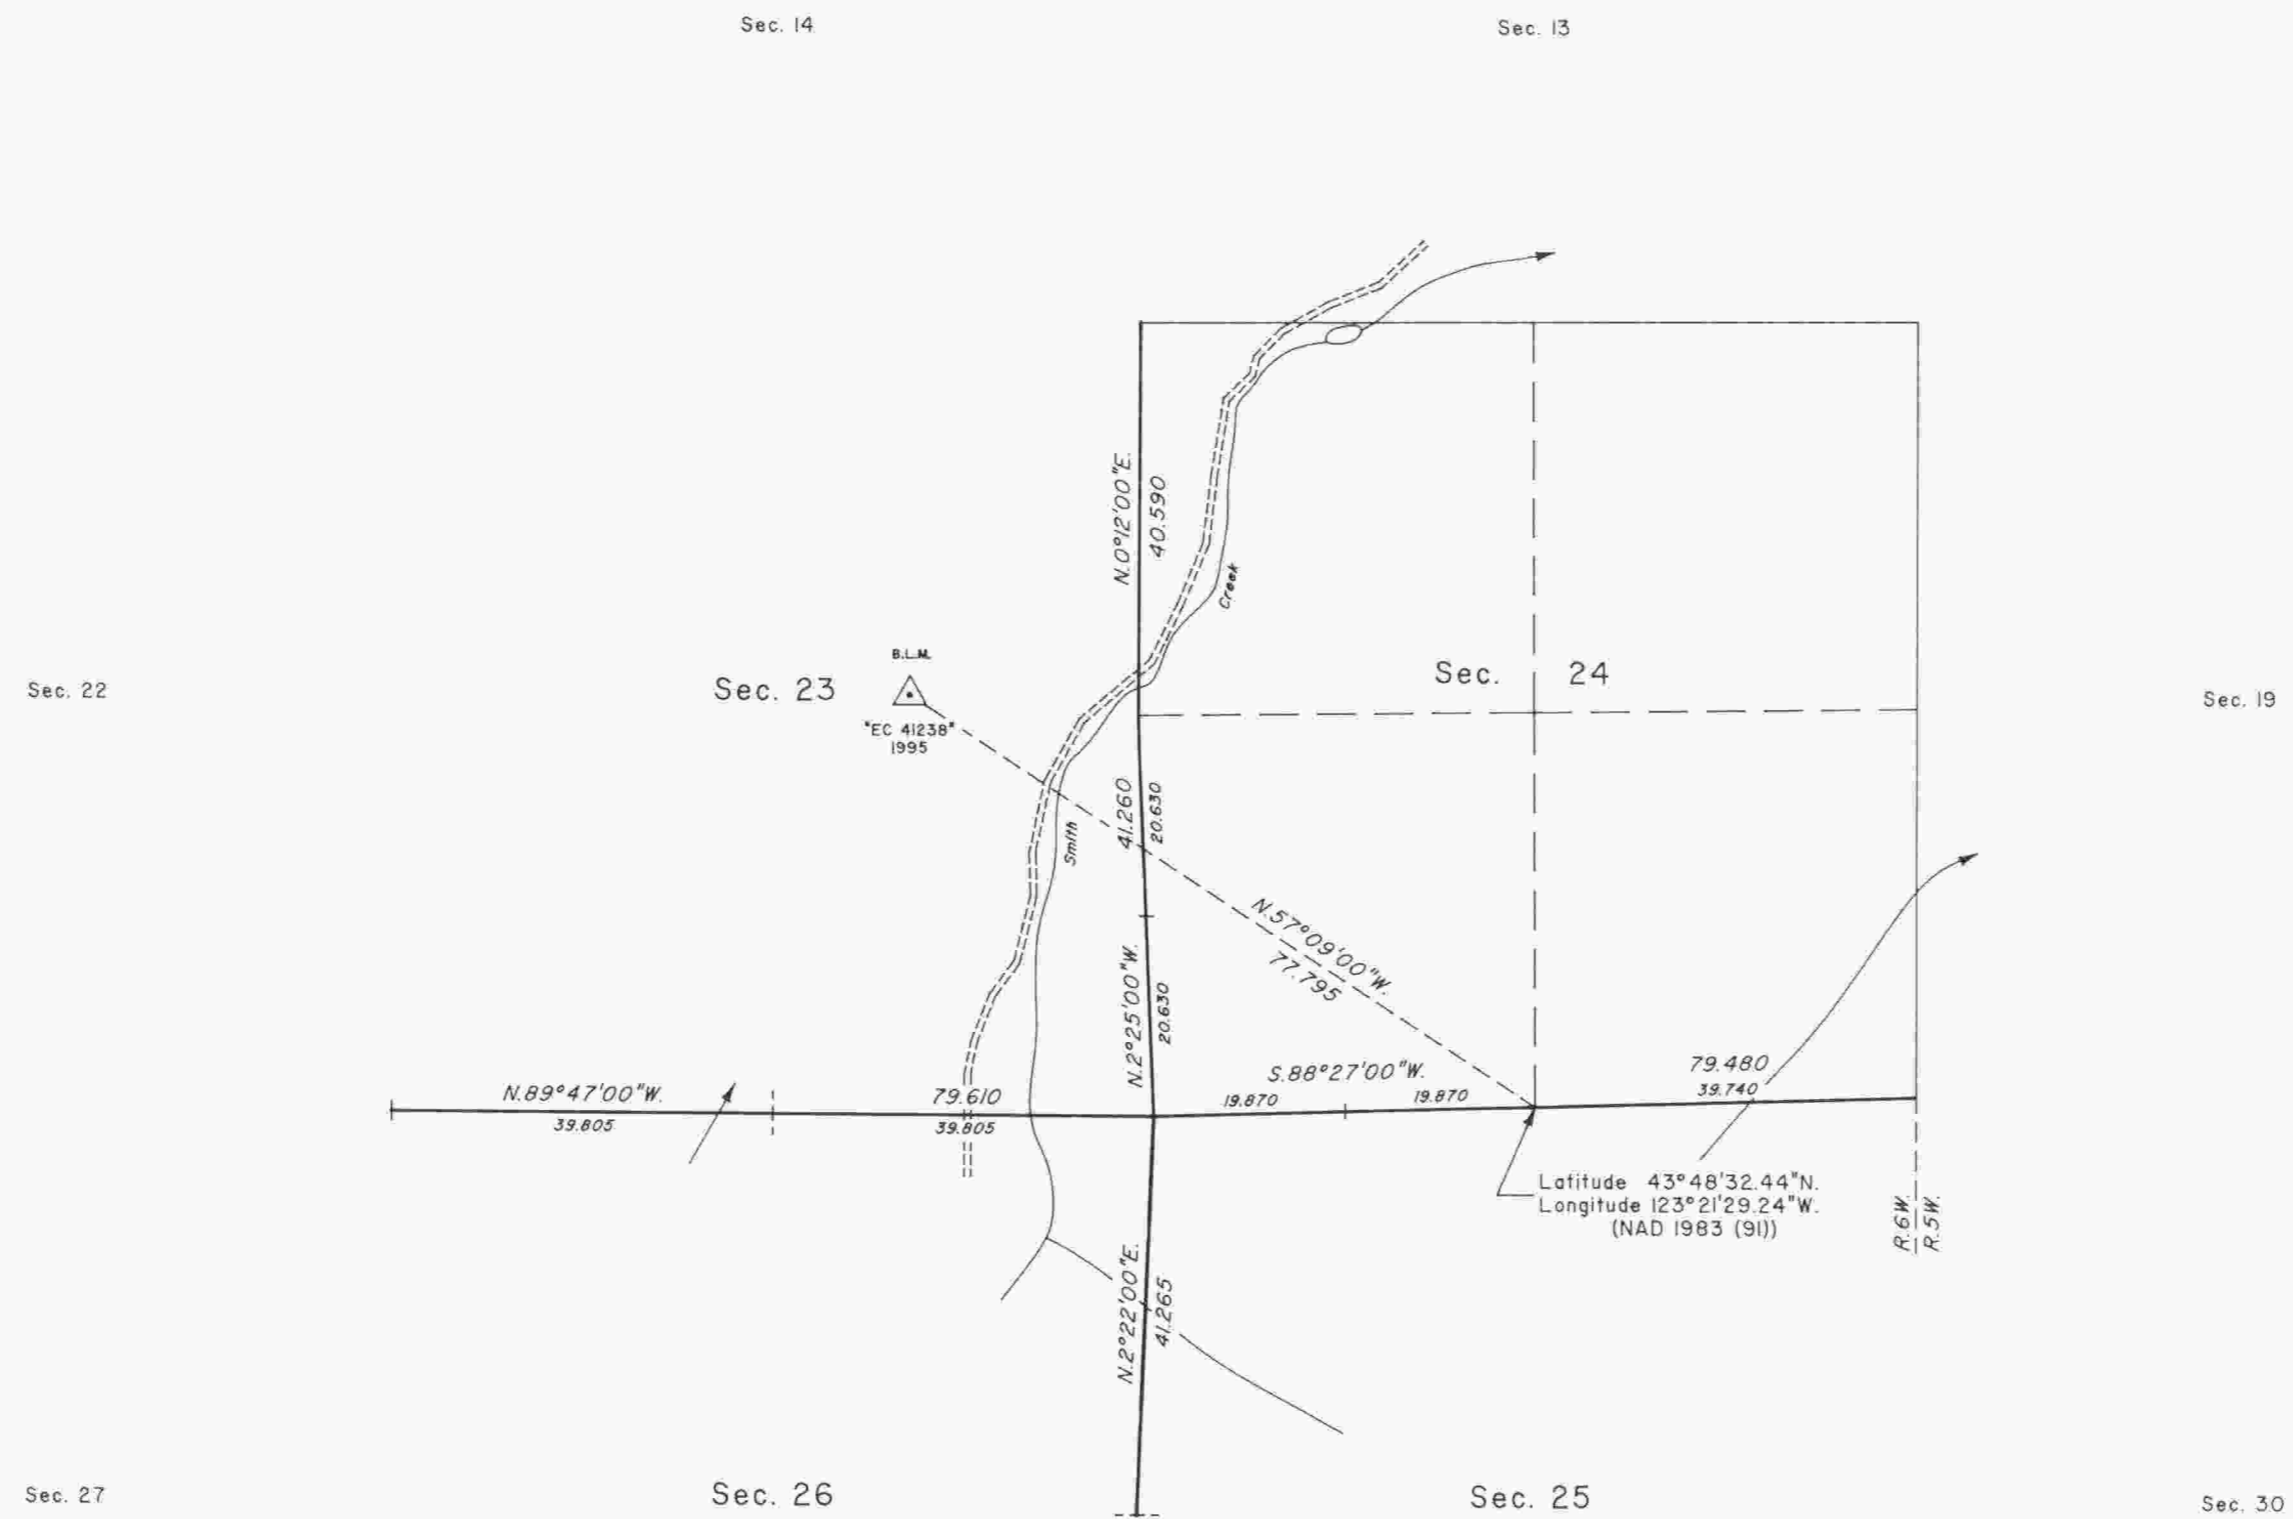 Sec. 14
Sec. 13
N.0°12'00"E.
40.590
Creek
B.L.M.
"EC 41238"
1995
Sec. 22
Sec. 23
Sec. 24
Sec. 19
41.260
20.630
Smith
N.57°09'00"W.
77.795
N.2°25'00"W.
20.630
N.89°47'00"W.
39.805
79.610
39.805
S.88°27'00"W.
19.870
19.870
79.480
39.740
Latitude 43°48'32.44"N.
Longitude 123°21'29.24"W.
(NAD 1983 (91))
R.6W.
R.5W.
N.2°22'00"E.
41.265
Sec. 27
Sec. 26
Sec. 25
Sec. 30